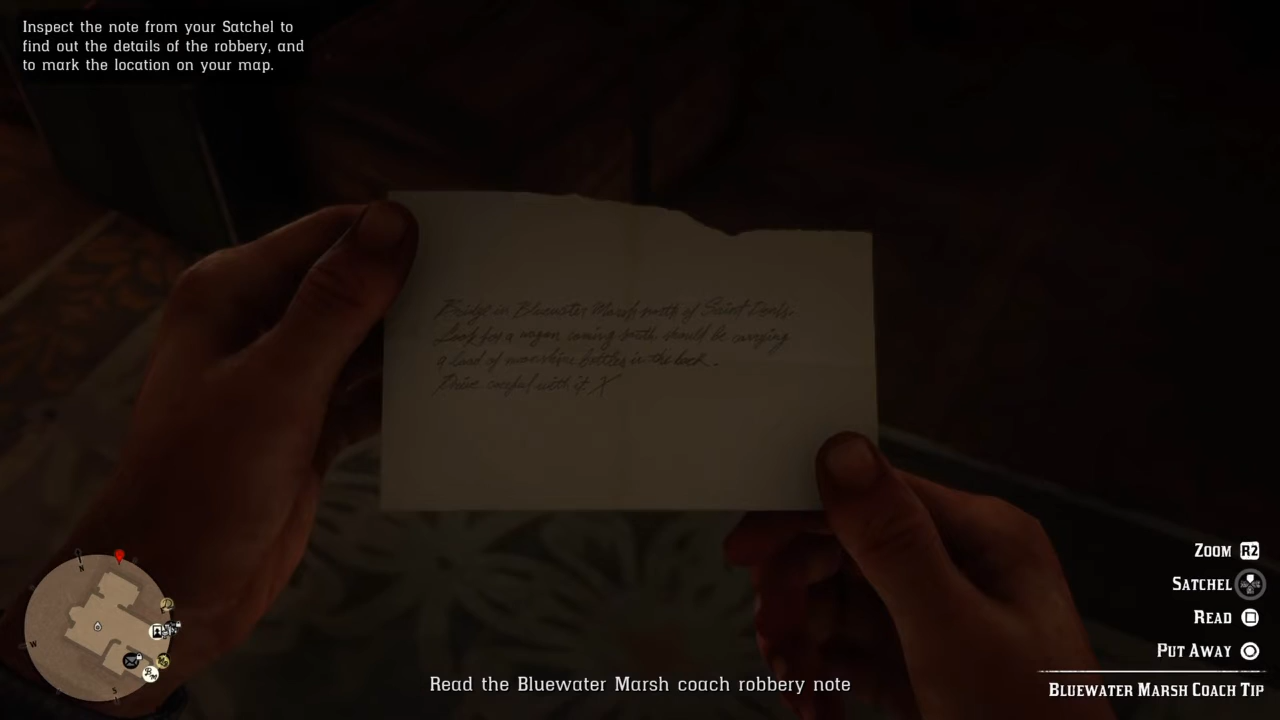 Inspect the note from your Satchel to
find out the details of the robbery, and
to mark the location on your map.
Bridge in Bluewater Marsh north of Saint Denis.
Look for a wagon coming south should be carrying
a load of moonshine bottles in the back.
Drive careful with it X
N
W
S
ZOOM R2
SATCHEL
READ
PUT AWAY
Read the Bluewater Marsh coach robbery note
BLUEWATER MARSH COACH TIP